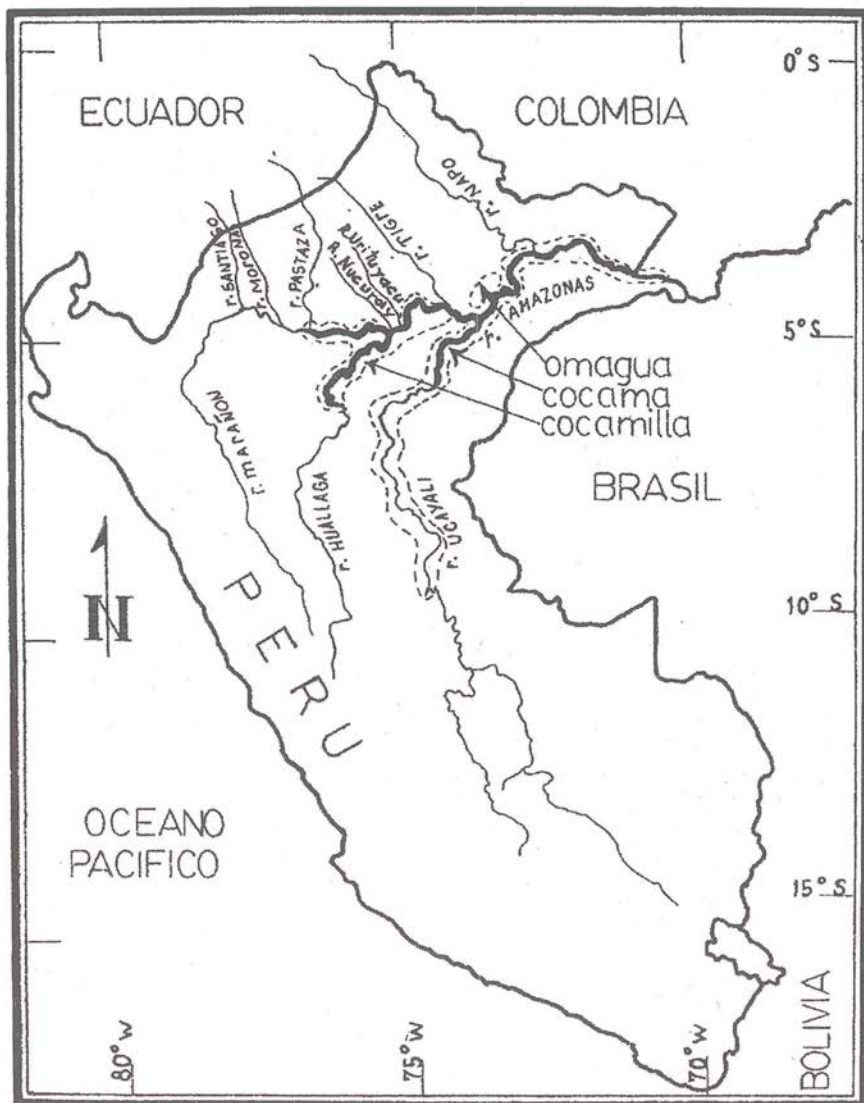 0° S
ECUADOR
COLOMBIA
r. NAPO
r. TIGRE
r. SANTIAGO
r. MORONA
r. PASTAZA
R. Urituyacu
R. Nucuray
r. AMAZONAS
5° S
omagua
cocama
cocamilla
r. MARAÑON
r. HUALLAGA
r. UCAYALI
BRASIL
N
10° S
PERU
OCEANO
PACIFICO
15° S
80° W
75° W
70° W
BOLIVIA